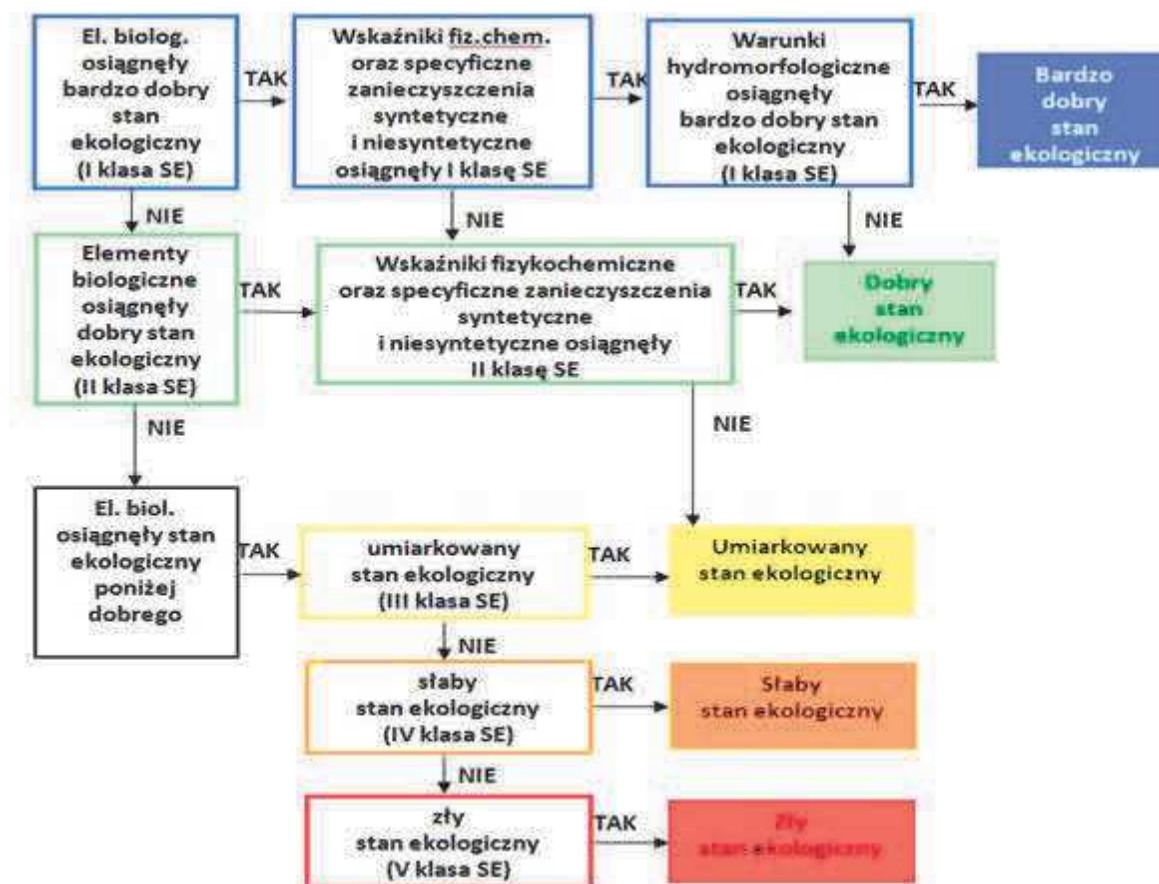 El. biolog.
osiągnęły
bardzo dobry
stan
ekologiczny
(I klasa SE)
TAK
Wskaźniki fiz.chem.
oraz specyficzne
zanieczyszczenia
syntetyczne
i niesyntetyczne
osiągnęły I klasę SE
TAK
Warunki
hydromorfologiczne
osiągnęły
bardzo dobry stan
ekologiczny
(I klasa SE)
TAK
Bardzo
dobry
stan
ekologiczny
NIE
NIE
NIE
Elementy
biologiczne
osiągnęły
dobry stan
ekologiczny
(II klasa SE)
TAK
Wskaźniki fizykochemiczne
oraz specyficzne zanieczyszczenia
syntetyczne
i niesyntetyczne osiągnęły
II klasę SE
TAK
Dobry
stan
ekologiczny
NIE
NIE
El. biol.
osiągnęły stan
ekologiczny
poniżej
dobrego
TAK
umiarkowany
stan ekologiczny
(III klasa SE)
TAK
Umiarkowany
stan ekologiczny
NIE
słaby
stan ekologiczny
(IV klasa SE)
TAK
Słaby
stan ekologiczny
NIE
zły
stan ekologiczny
(V klasa SE)
TAK
Zły
stan ekologiczny